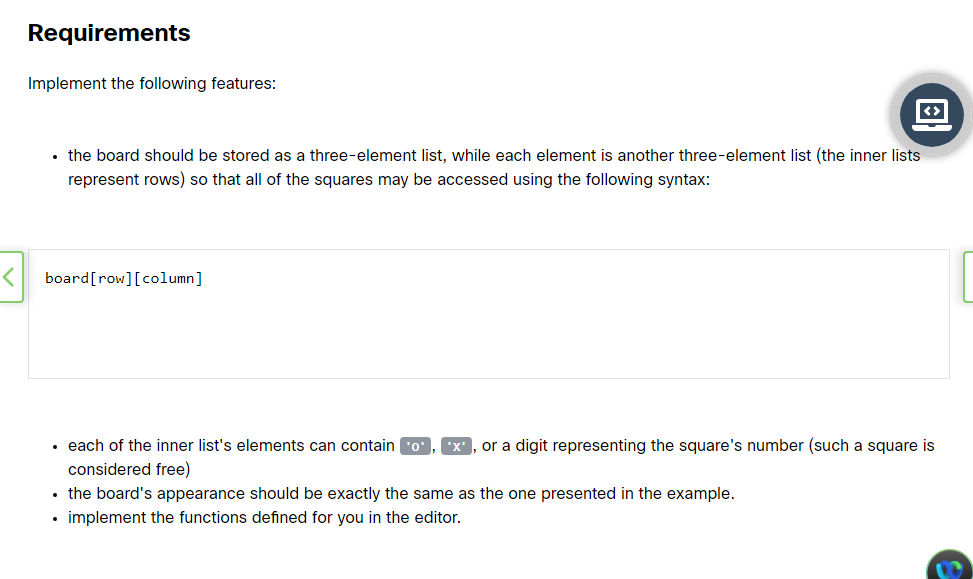 Requirements
Implement the following features:
• the board should be stored as a three-element list, while each element is another three-element list (the inner lists
represent rows) so that all of the squares may be accessed using the following syntax:
board[row][column]
• each of the inner list's elements can contain 'O', 'X', or a digit representing the square's number (such a square is
considered free)
• the board's appearance should be exactly the same as the one presented in the example.
• implement the functions defined for you in the editor.